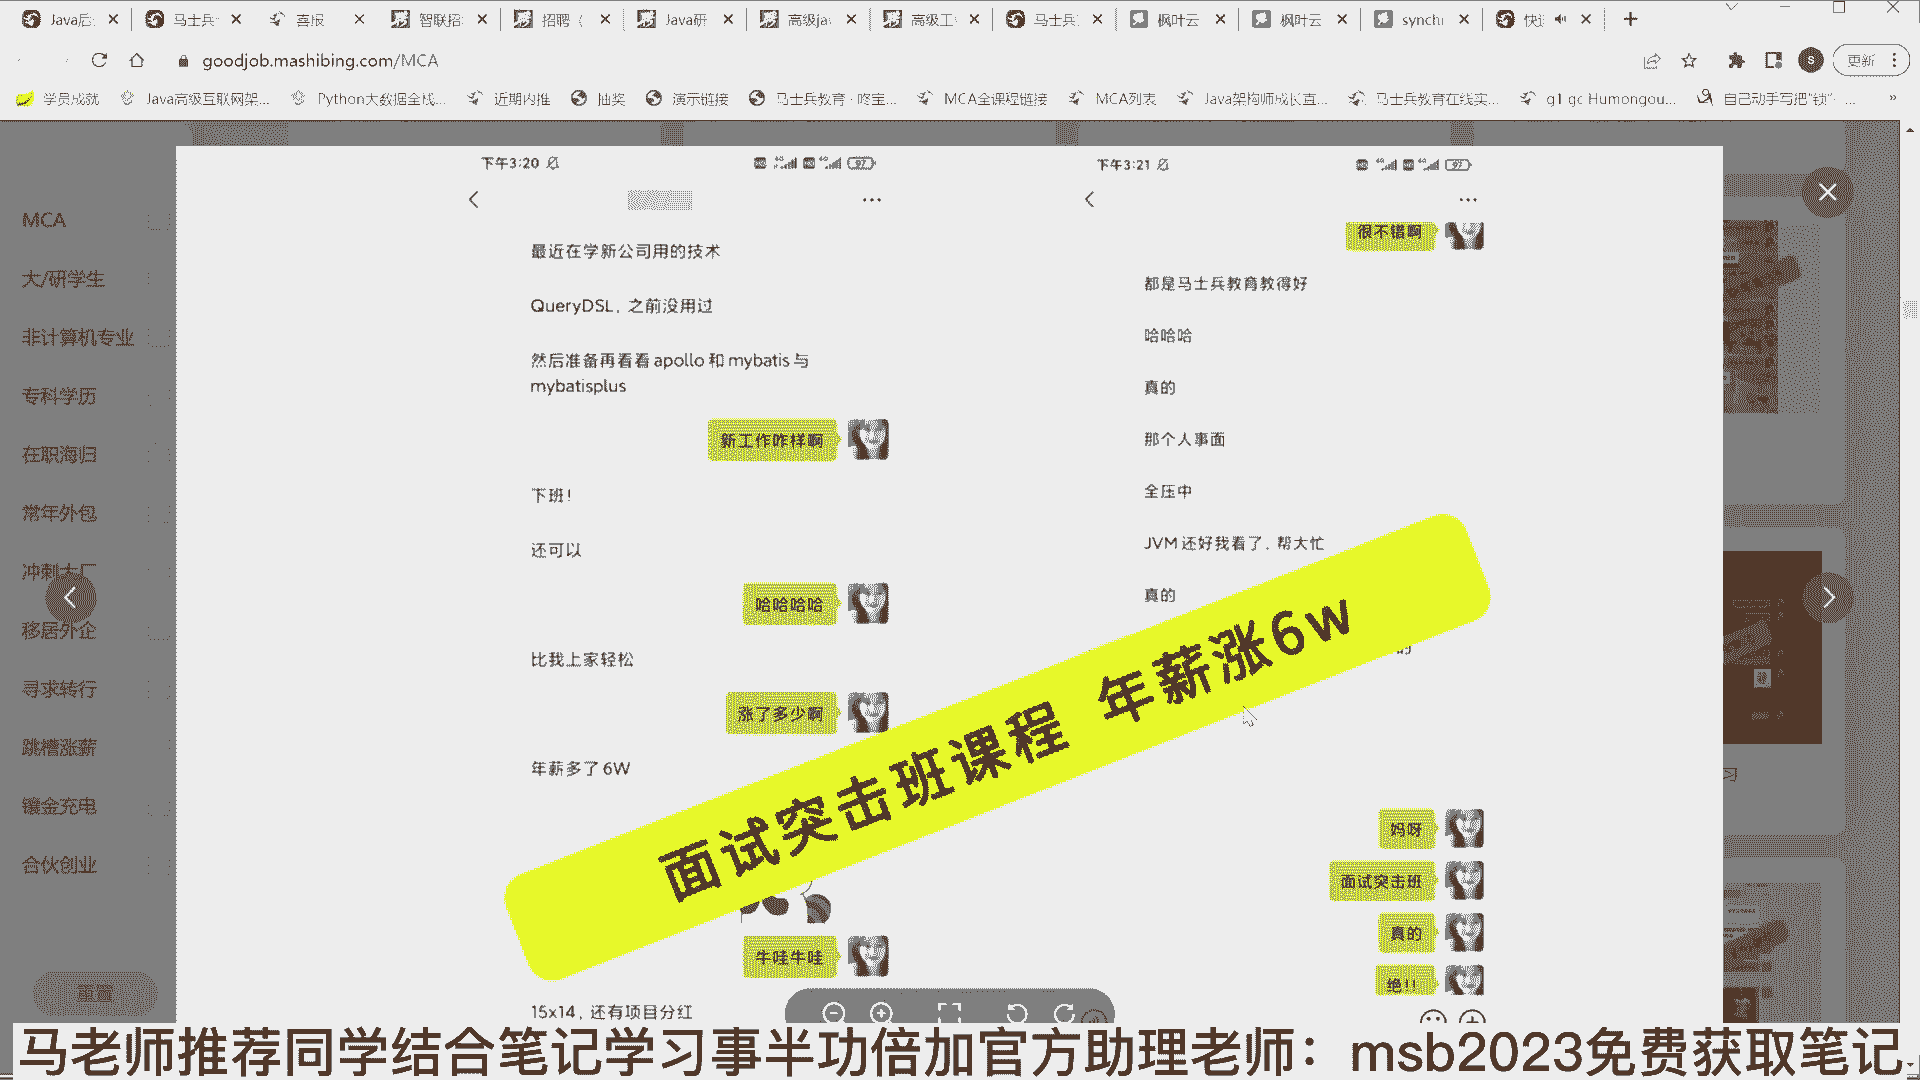 Java后
马士兵
喜报
智联招
招聘（
Java研
高级jav
高级工
马士兵
枫叶云
枫叶云
synch
快速
goodjob.mashibing.com/MCA
更新
学员成就
Java高级互联网架...
Python大数据全栈...
近期内推
抽奖
演示链接
马士兵教育 · 咚宝...
MCA全课程链接
MCA列表
Java架构师成长直...
马士兵教育在线实...
g1 gc Humongou...
自己动手写把"锁"- ...
MCA
大/研学生
非计算机专业
专科学历
在职海归
常年外包
冲刺大厂
移居外企
寻求转行
跳槽涨薪
镀金充电
合伙创业
重置
下午3:20
97
最近在学新公司用的技术
QueryDSL，之前没用过
然后准备再看看 apollo 和 mybatis 与
mybatisplus
新工作咋样啊
下班！
还可以
哈哈哈哈
比我上家轻松
涨了多少啊
年薪多了 6W
牛哇牛哇
15x14，还有项目分红
下午3:21
97
很不错啊
都是马士兵教育教得好
哈哈哈
真的
那个人事面
全压中
JVM 还好我看了，帮大忙
真的
的
妈呀
面试突击班
真的
绝！！
面试突击班课程 年薪涨6w
习
马老师推荐同学结合笔记学习事半功倍加官方助理老师：msb2023免费获取笔记